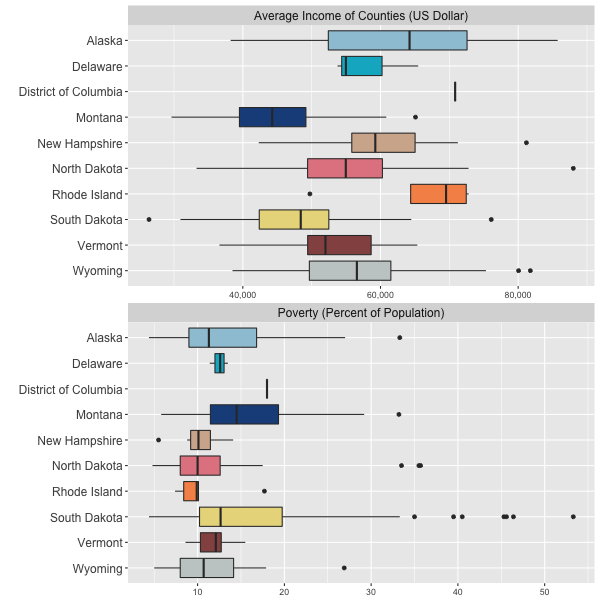 Average Income of Counties (US Dollar)
Alaska
Delaware
District of Columbia
Montana
New Hampshire
North Dakota
Rhode Island
South Dakota
Vermont
Wyoming
40,000 60,000 80,000
Poverty (Percent of Population)
Alaska
Delaware
District of Columbia
Montana
New Hampshire
North Dakota
Rhode Island
South Dakota
Vermont
Wyoming
10 20 30 40 50